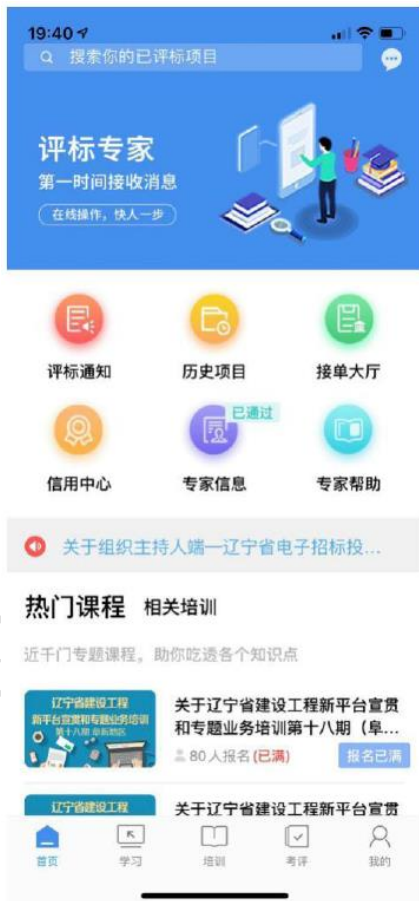 19:40
搜索你的已评标项目
评标专家
第一时间接收消息
在线操作，快人一步
评标通知
历史项目
接单大厅
已通过
信用中心
专家信息
专家帮助
关于组织主持人端—辽宁省电子招标投...
热门课程 相关培训
近千门专题课程，助你吃透各个知识点
辽宁省建设工程
新平台宣贯和专题业务培训
第十八期 阜新地区
关于辽宁省建设工程新平台宣贯
和专题业务培训第十八期（阜...
80人报名(已满)
报名已满
辽宁省建设工程
关于辽宁省建设工程新平台宣贯
首页
学习
培训
考评
我的